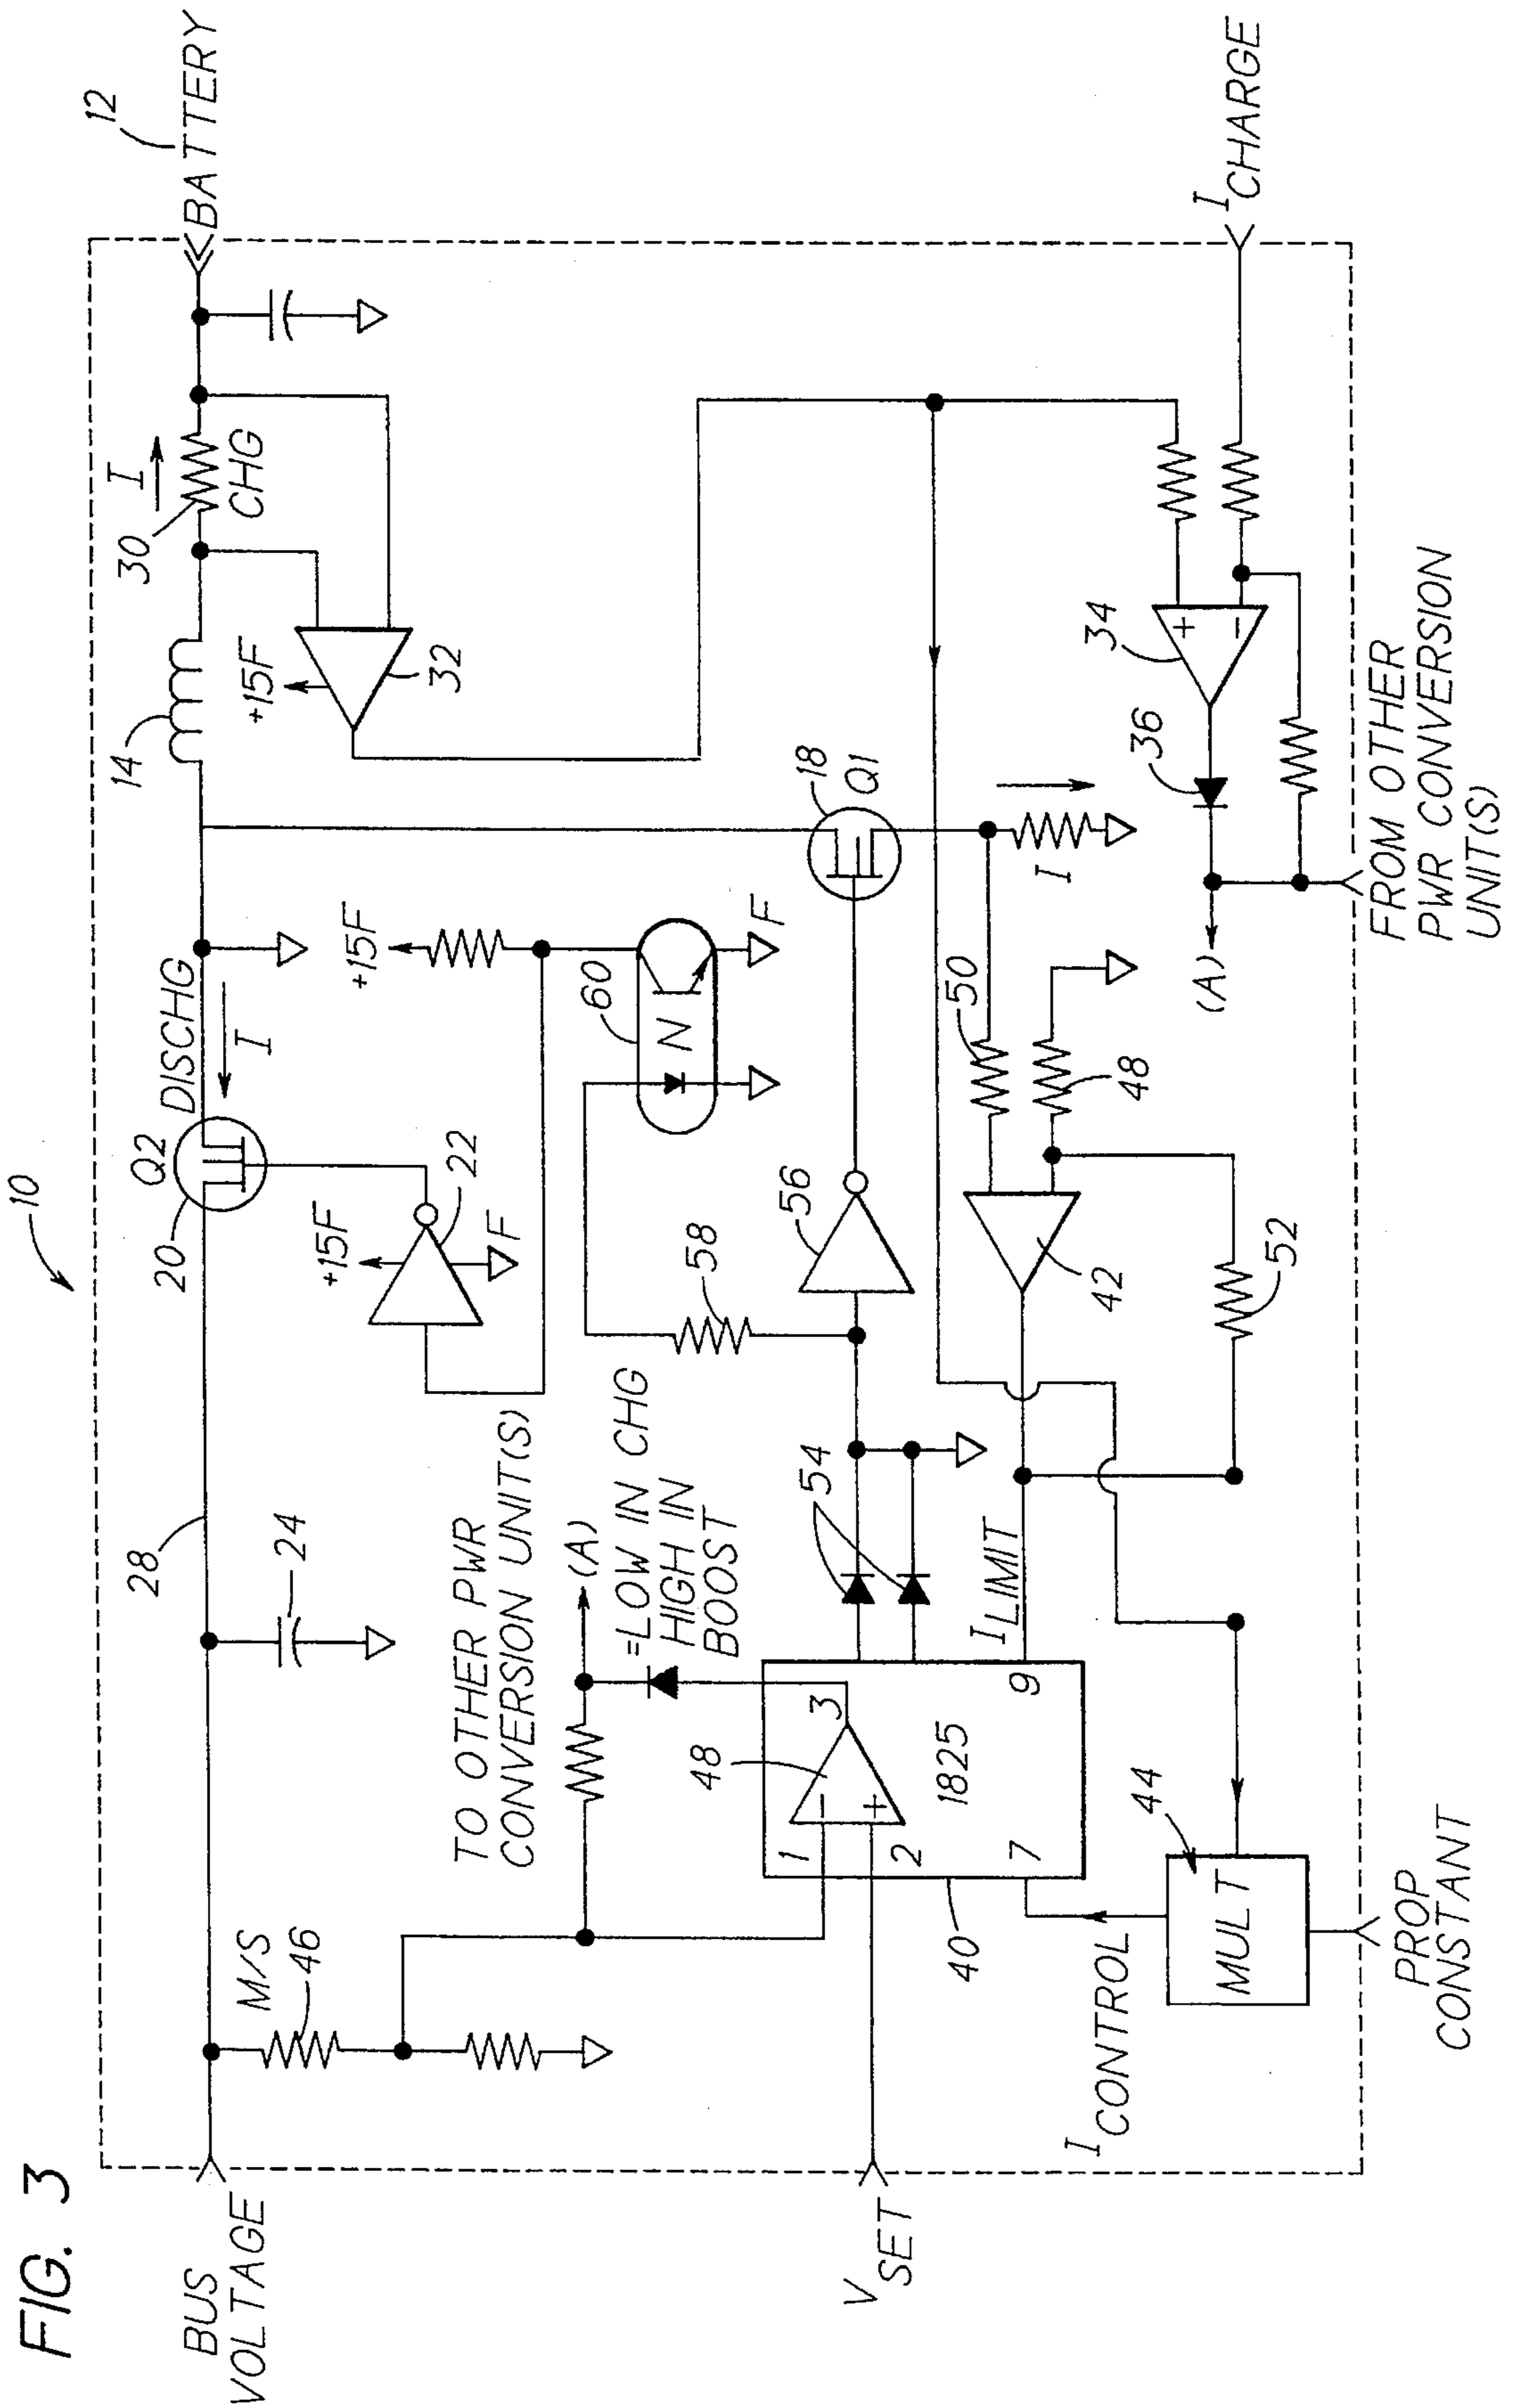 FIG. 3
10
BUS
VOLTAGE
28
20
Q2
DISCHG
I
14
30
I
CHG
12
BATTERY
M/S
46
24
+15F
22
F
+15F
+15F
32
TO OTHER PWR
CONVERSION UNIT(S)
(A)
=LOW IN CHG
HIGH IN
BOOST
58
60
N
F
18
Q1
48
1
2
3
1825
7
9
40
54
56
I LIMIT
42
50
48
52
I
V SET
I CONTROL
44
MULT
PROP
CONSTANT
(A)
36
34
+
-
-
+
I CHARGE
FROM OTHER
PWR CONVERSION
UNIT(S)